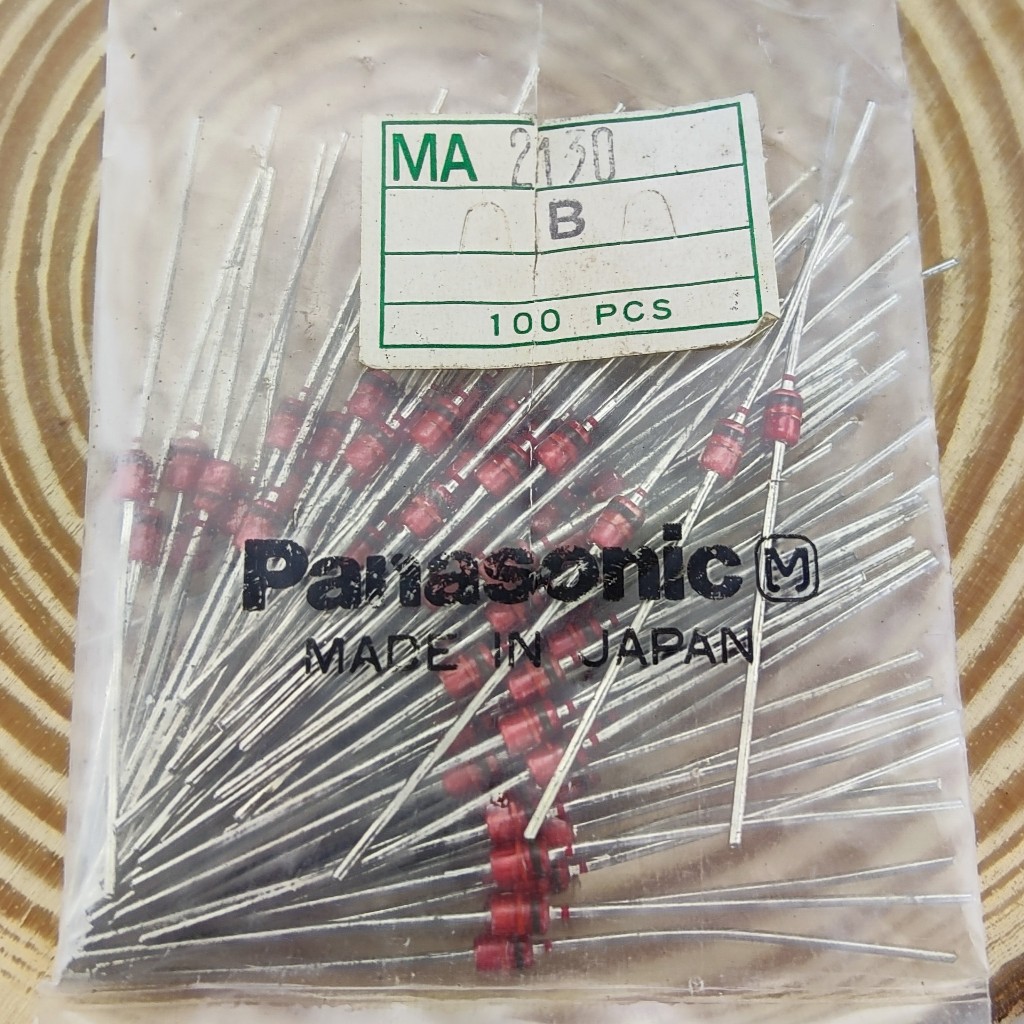 MA 2130
B
100 PCS
Panasonic M
MADE IN JAPAN